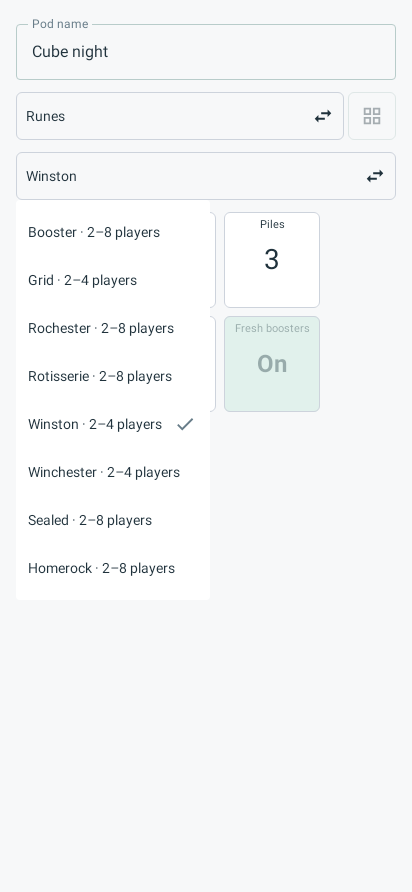 Pod name
Cube night
Runes
Winston
Booster · 2–8 players
Grid · 2–4 players
Rochester · 2–8 players
Rotisserie · 2–8 players
Winston · 2–4 players
Winchester · 2–4 players
Sealed · 2–8 players
Homerock · 2–8 players
Piles
3
Fresh boosters
On